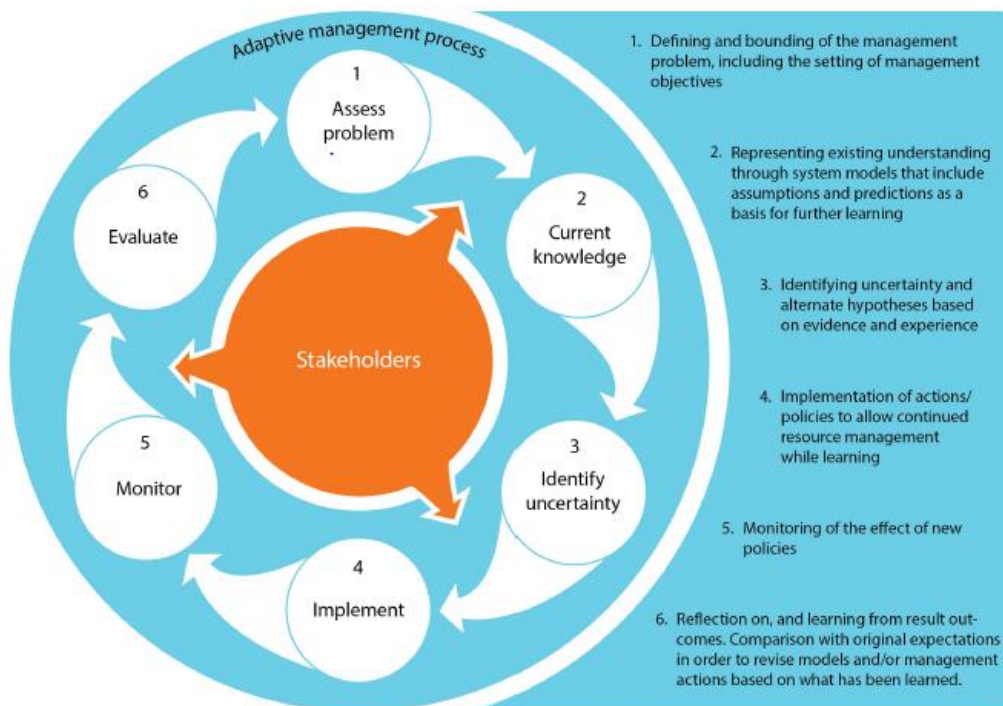 Adaptive management process
1
Assess
problem
2
Current
knowledge
3
Identify
uncertainty
4
Implement
5
Monitor
6
Evaluate
Stakeholders
1. Defining and bounding of the management
problem, including the setting of management
objectives
2. Representing existing understanding
through system models that include
assumptions and predictions as a
basis for further learning
3. Identifying uncertainty and
alternate hypotheses based
on evidence and experience
4. Implementation of actions/
policies to allow continued
resource management
while learning
5. Monitoring of the effect of new
policies
6. Reflection on, and learning from result out-
comes. Comparison with original expectations
in order to revise models and/or management
actions based on what has been learned.